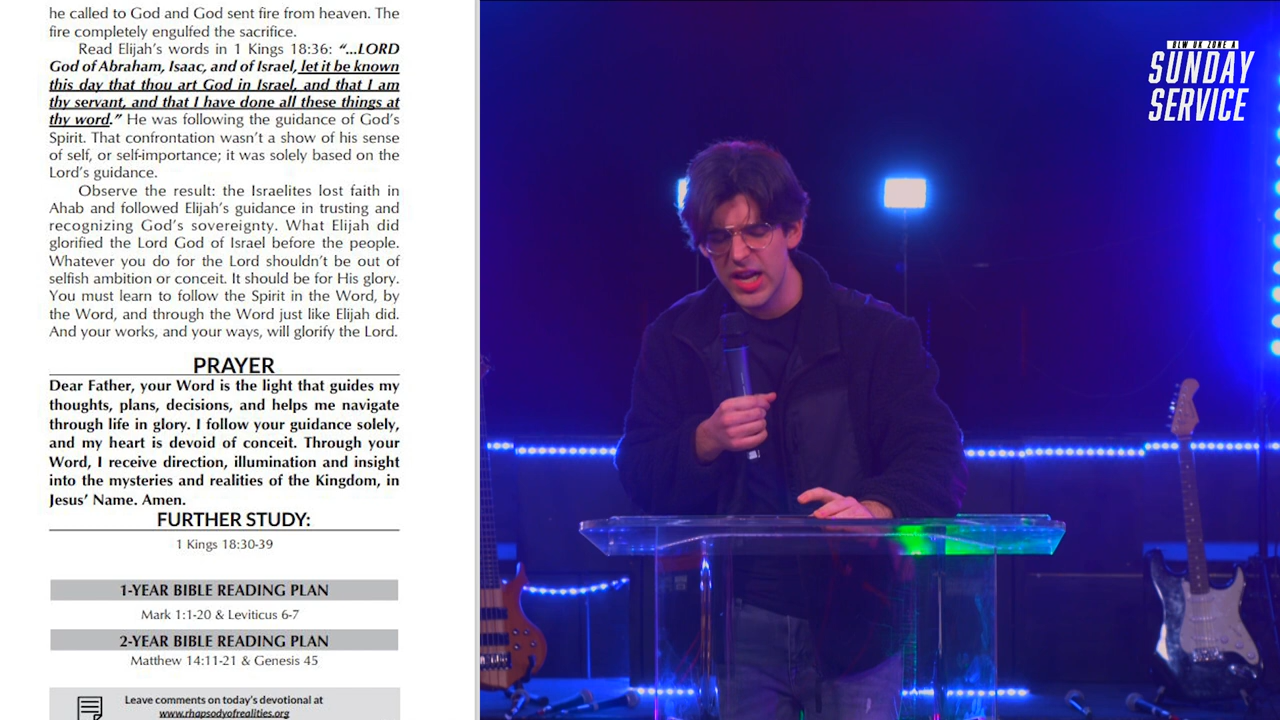 he called to God and God sent fire from heaven. The
fire completely engulfed the sacrifice.
Read Elijah's words in 1 Kings 18:36: “...LORD
God of Abraham, Isaac, and of Israel, let it be known
this day that thou art God in Israel, and that I am
thy servant, and that I have done all these things at
thy word.” He was following the guidance of God's
Spirit. That confrontation wasn't a show of his sense
of self, or self-importance; it was solely based on the
Lord's guidance.
Observe the result: the Israelites lost faith in
Ahab and followed Elijah's guidance in trusting and
recognizing God's sovereignty. What Elijah did
glorified the Lord God of Israel before the people.
Whatever you do for the Lord shouldn't be out of
selfish ambition or conceit. It should be for His glory.
You must learn to follow the Spirit in the Word, by
the Word, and through the Word just like Elijah did.
And your works, and your ways, will glorify the Lord.
PRAYER
Dear Father, your Word is the light that guides my
thoughts, plans, decisions, and helps me navigate
through life in glory. I follow your guidance solely,
and my heart is devoid of conceit. Through your
Word, I receive direction, illumination and insight
into the mysteries and realities of the Kingdom, in
Jesus' Name. Amen.
FURTHER STUDY:
1 Kings 18:30-39
1-YEAR BIBLE READING PLAN
Mark 1:1-20 & Leviticus 6-7
2-YEAR BIBLE READING PLAN
Matthew 14:11-21 & Genesis 45
Leave comments on today's devotional at
www.rhapsodyofrealities.org
BLW UK ZONE A
SUNDAY
SERVICE